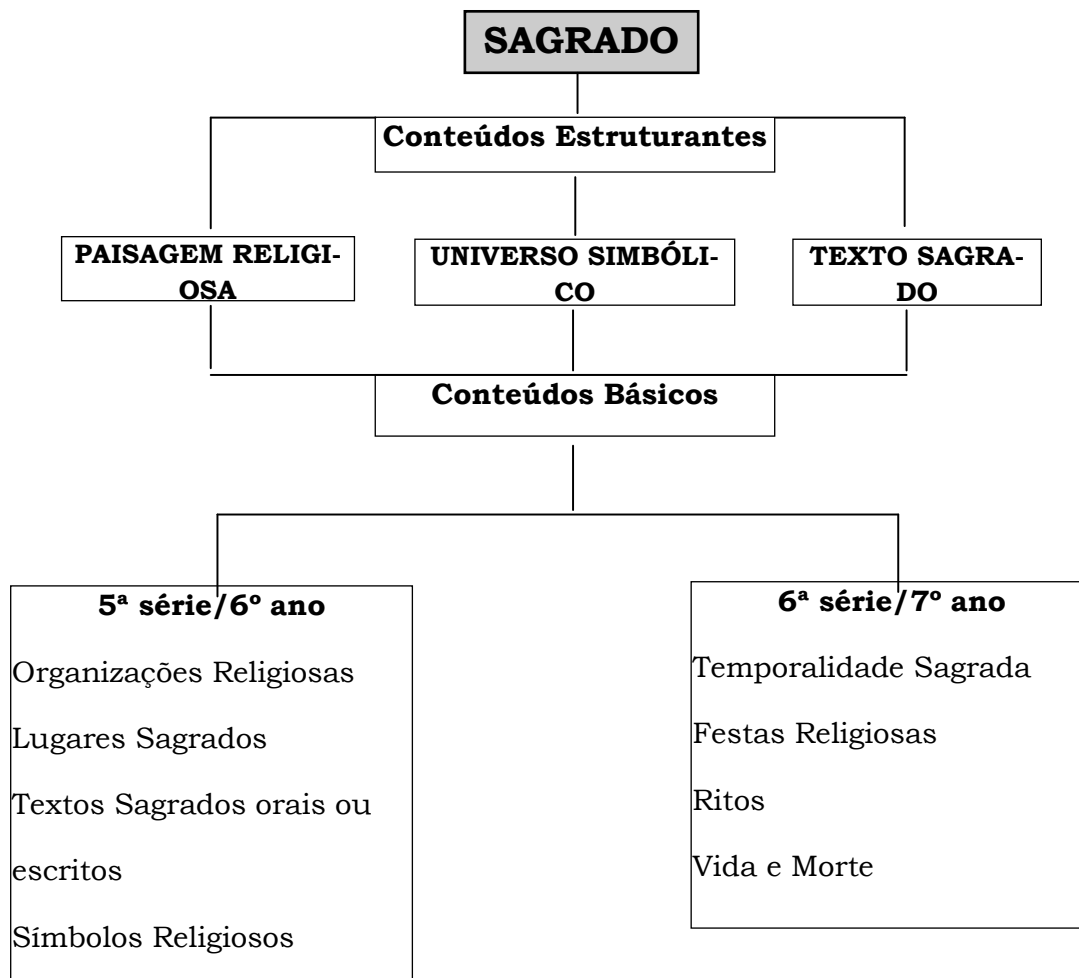 SAGRADO
Conteúdos Estruturantes
PAISAGEM RELIGI-
OSA
UNIVERSO SIMBÓLI-
CO
TEXTO SAGRA-
DO
Conteúdos Básicos
5ª série/6º ano
Organizações Religiosas
Lugares Sagrados
Textos Sagrados orais ou
escritos
Símbolos Religiosos
6ª série/7º ano
Temporalidade Sagrada
Festas Religiosas
Ritos
Vida e Morte